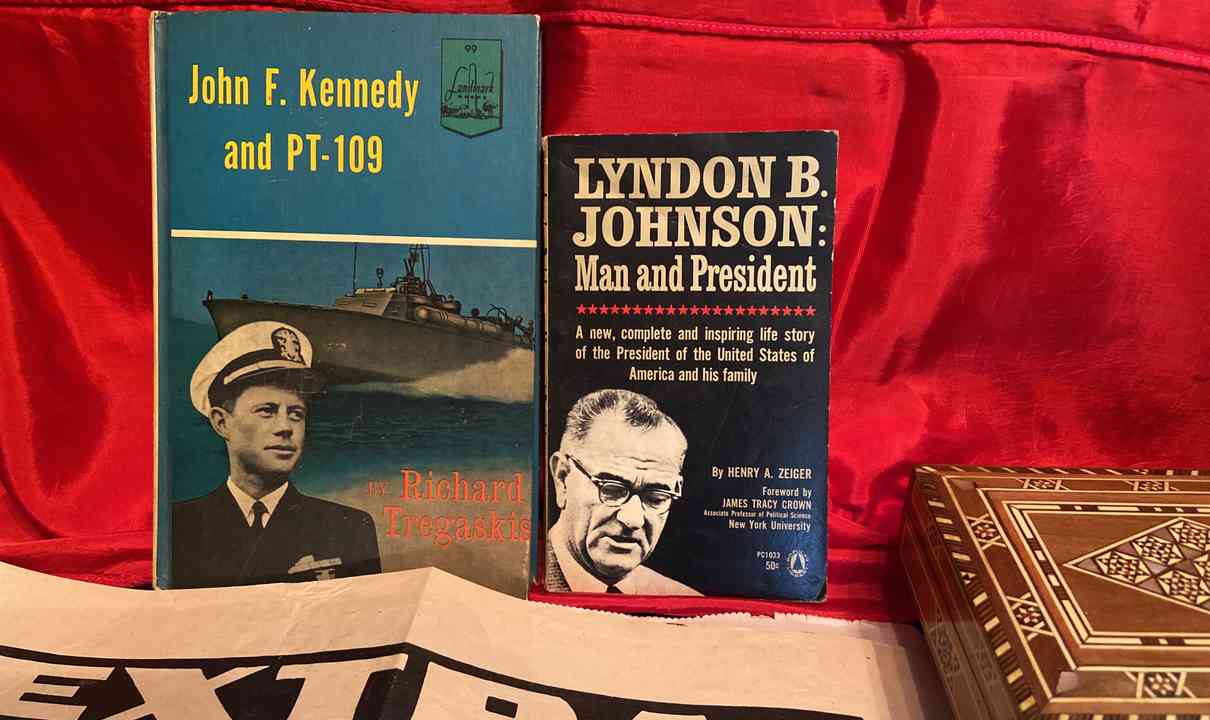 John F. Kennedy
and PT-109
99
Landmark
BY Richard
Tregaskis
LYNDON B.
JOHNSON:
Man and President
A new, complete and inspiring life story
of the President of the United States of
America and his family
By HENRY A. ZEIGER
Foreword by
JAMES TRACY CROWN
Associate Professor of Political Science
New York University
PC1033
50¢
EXTRA